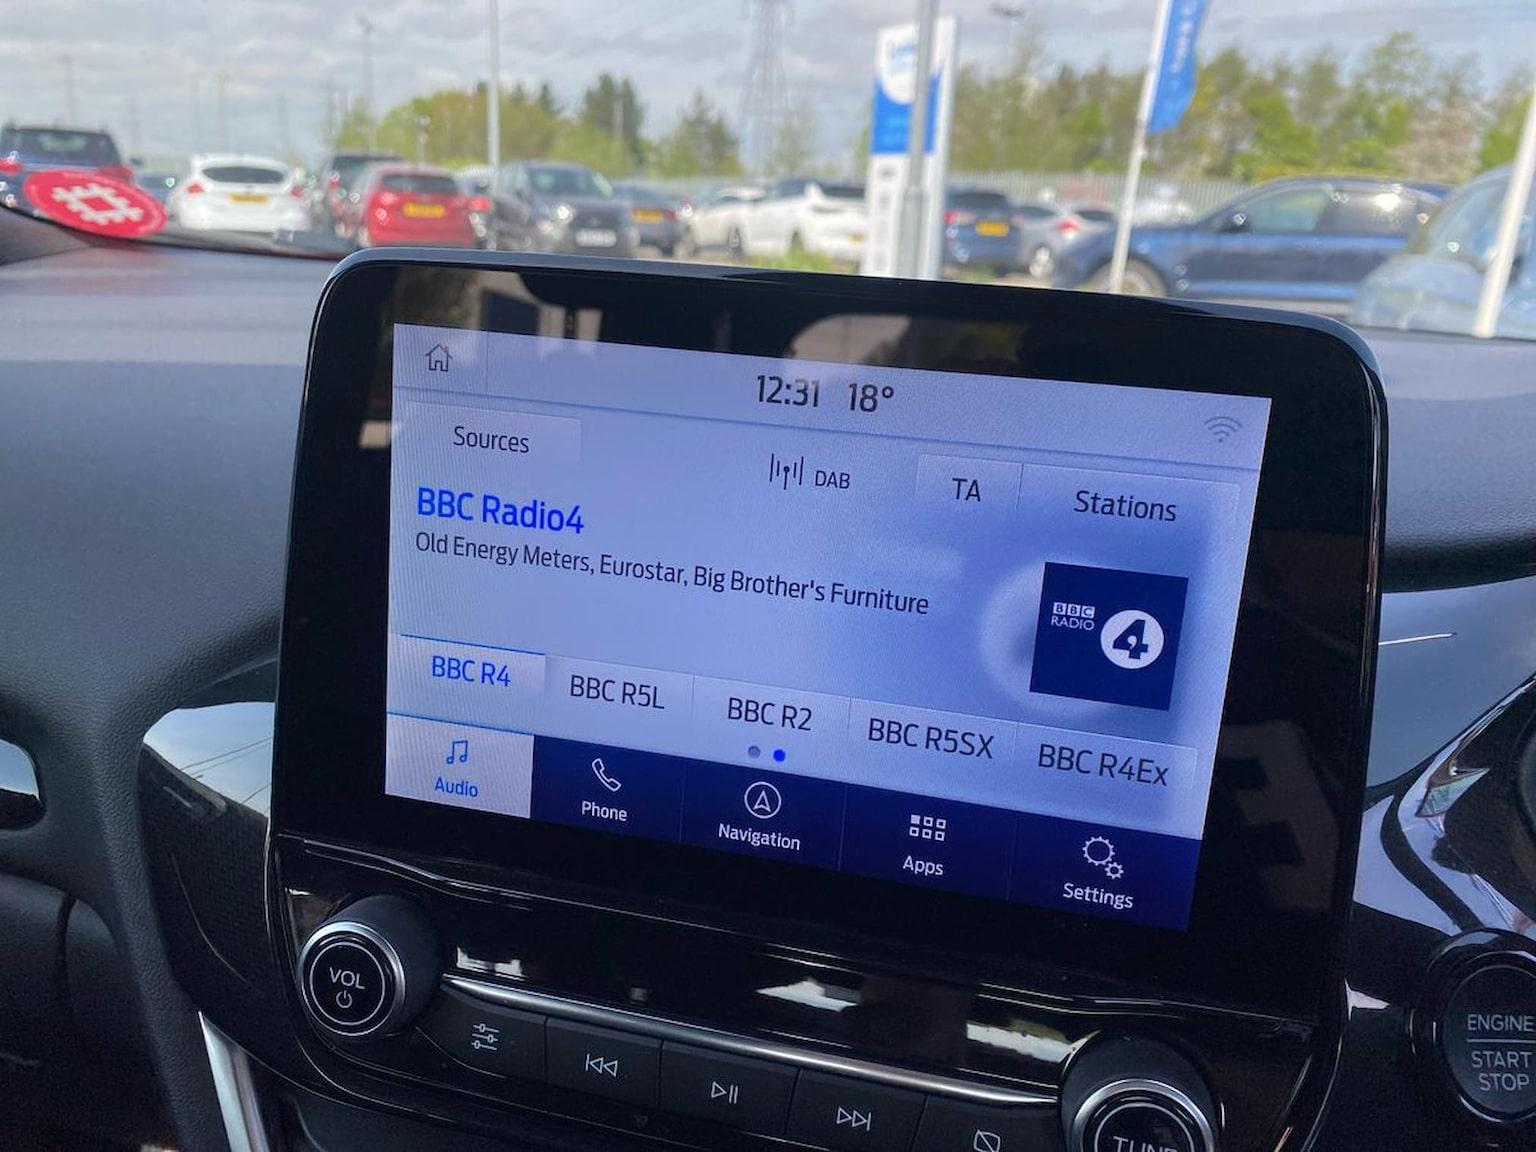 12:31 18°
Sources
DAB
TA
Stations
BBC Radio4
Old Energy Meters, Eurostar, Big Brother's Furniture
BBC
RADIO
4
BBC R4
BBC R5L
BBC R2
BBC R5SX
BBC R4Ex
Audio
Phone
Navigation
Apps
Settings
VOL
TUNE
ENGINE
START
STOP